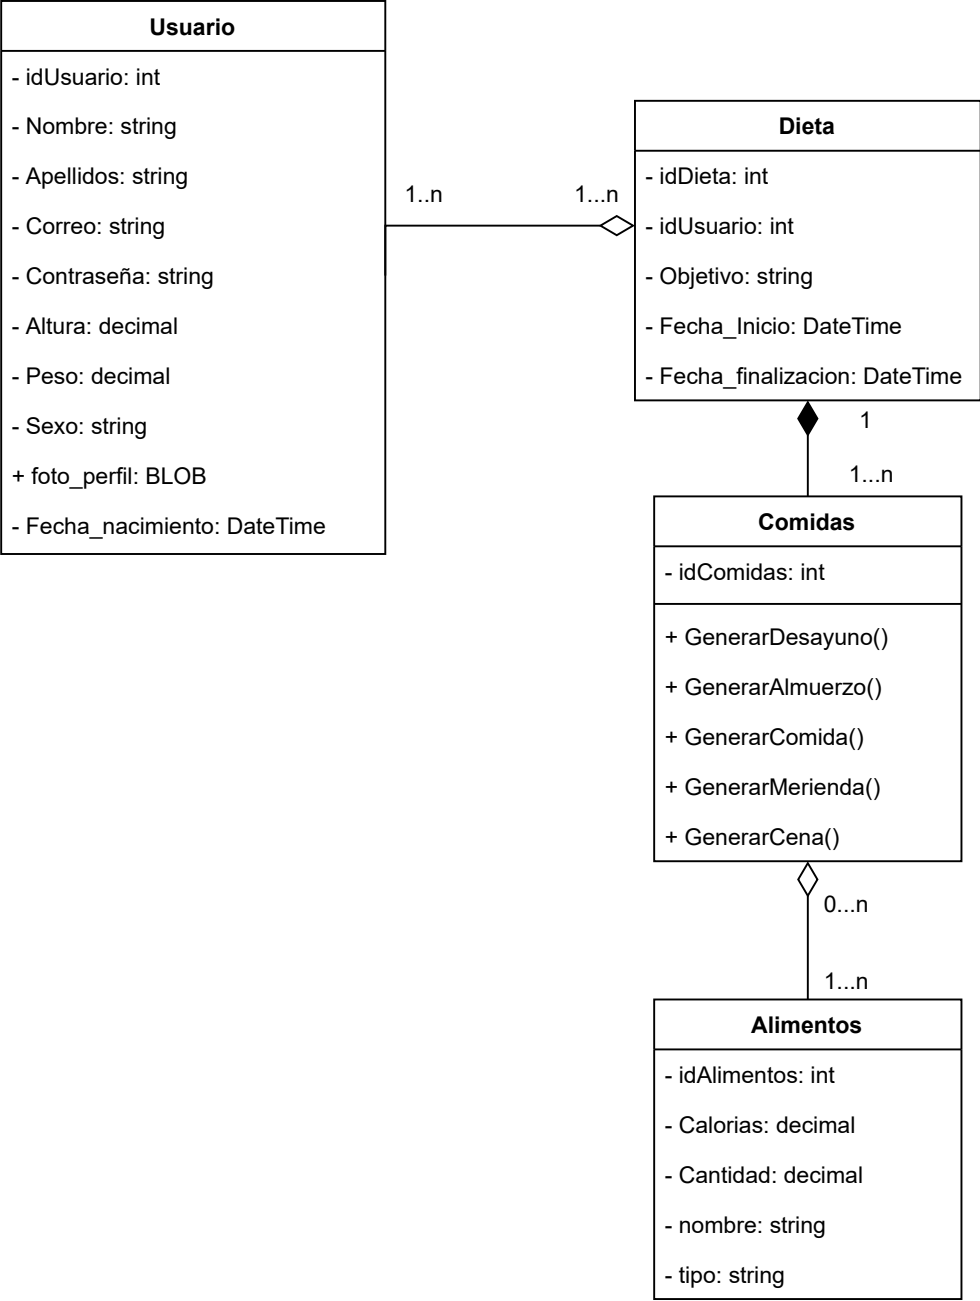 Usuario
- idUsuario: int
- Nombre: string
- Apellidos: string
- Correo: string
- Contraseña: string
- Altura: decimal
- Peso: decimal
- Sexo: string
+ foto_perfil: BLOB
- Fecha_nacimiento: DateTime
1..n
1...n
Dieta
- idDieta: int
- idUsuario: int
- Objetivo: string
- Fecha_Inicio: DateTime
- Fecha_finalizacion: DateTime
1
1...n
Comidas
- idComidas: int
+ GenerarDesayuno()
+ GenerarAlmuerzo()
+ GenerarComida()
+ GenerarMerienda()
+ GenerarCena()
0...n
1...n
Alimentos
- idAlimentos: int
- Calorias: decimal
- Cantidad: decimal
- nombre: string
- tipo: string